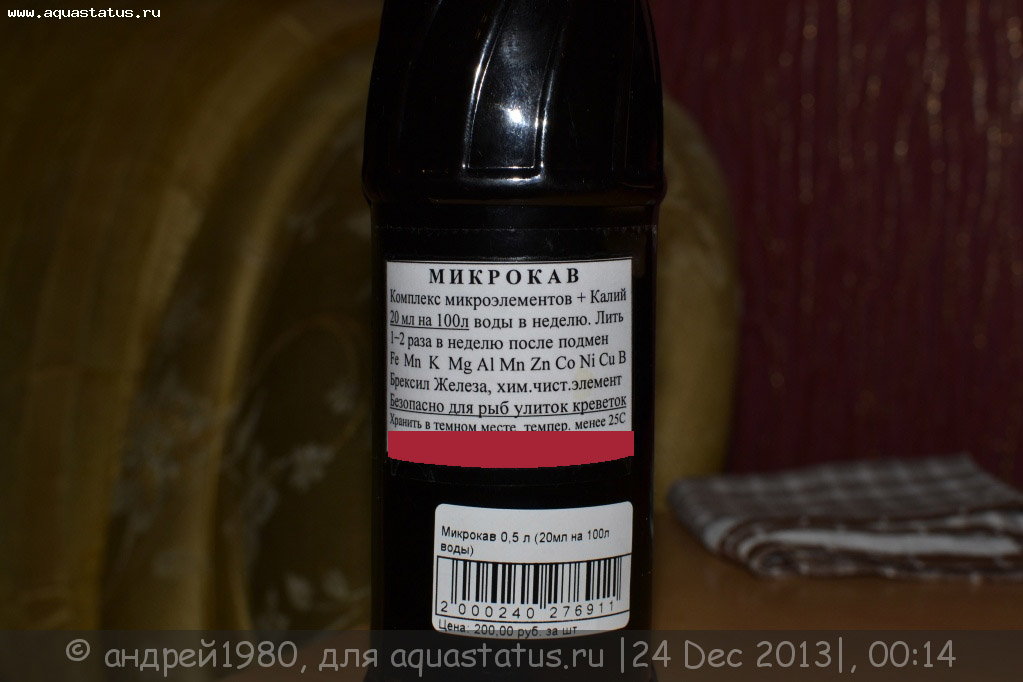 www.aquastatus.ru
МИКРОКАВ
Комплекс микроэлементов + Калий
20 мл на 100л воды в неделю. Лить
1-2 раза в неделю после подмен
Fe Mn K Mg Al Mn Zn Co Ni Cu B
Брексил Железа, хим.чист.элемент
Безопасно для рыб улиток креветок
Хранить в темном месте, темпер. менее 25С
Микрокав 0,5 л (20мл на 100л
воды)
2 000240 276911
Цена: 200,00 руб. за шт
© андрей1980, для aquastatus.ru |24 Dec 2013|, 00:14